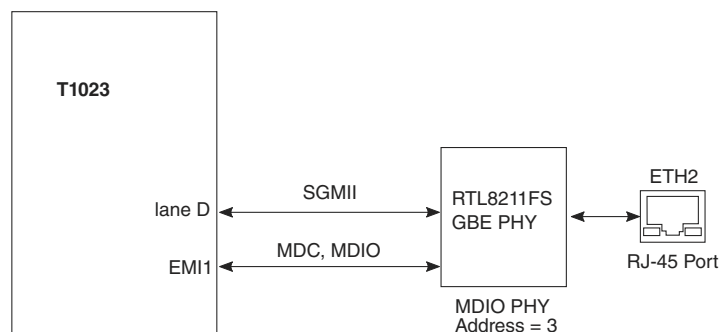 T1023
lane D
SGMII
RTL8211FS
GBE PHY
ETH2
EMI1
MDC, MDIO
RJ-45 Port
MDIO PHY
Address = 3